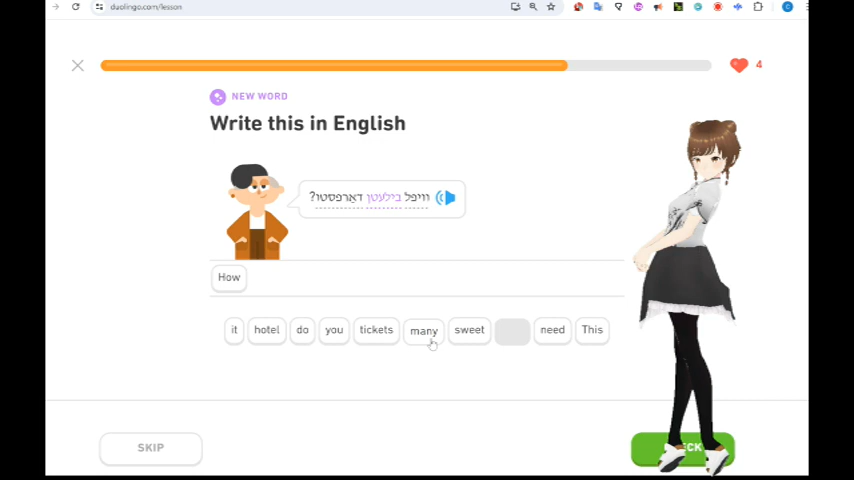 duolingo.com/lesson
4
NEW WORD
Write this in English
וויפל בילעטן דאַרפסטו?
How
it hotel do you tickets many sweet need This
SKIP